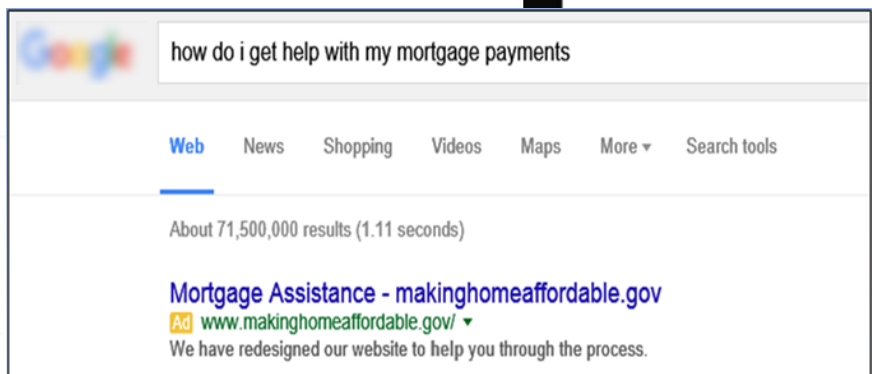 Google
how do i get help with my mortgage payments
Web News Shopping Videos Maps More Search tools
About 71,500,000 results (1.11 seconds)
Mortgage Assistance - makinghomeaffordable.gov
Ad www.makinghomeaffordable.gov/
We have redesigned our website to help you through the process.